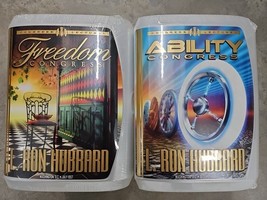 Freedom
CONGRESS
L. RON HUBBARD
ABILITY
CONGRESS
L. RON HUBBARD